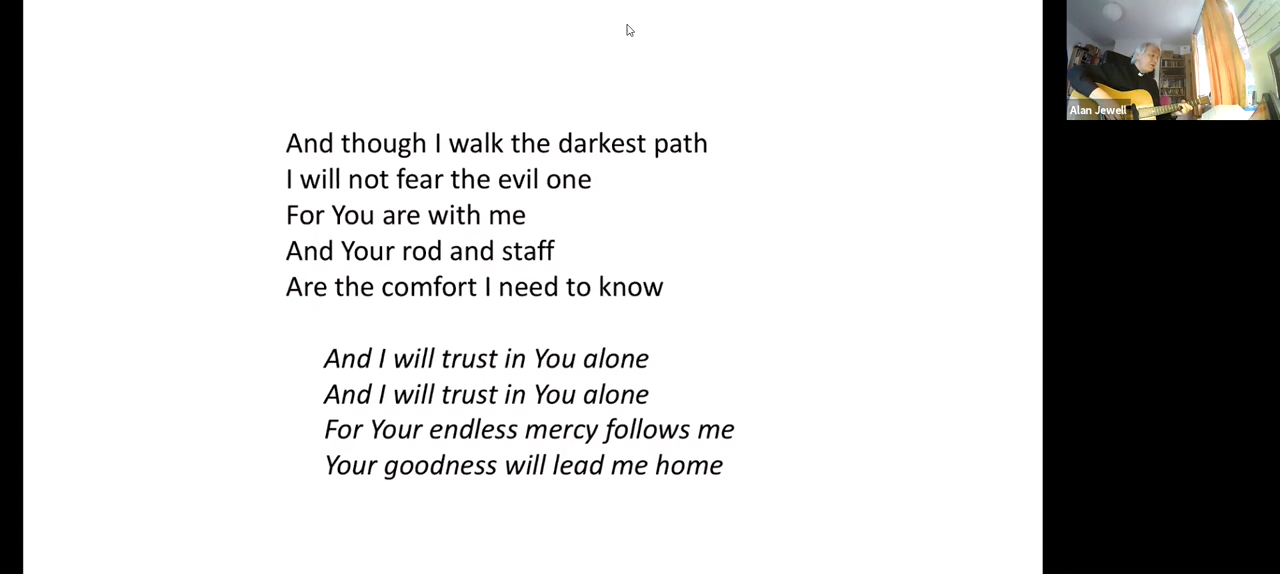 And though I walk the darkest path
I will not fear the evil one
For You are with me
And Your rod and staff
Are the comfort I need to know
And I will trust in You alone
And I will trust in You alone
For Your endless mercy follows me
Your goodness will lead me home
Alan Jewell